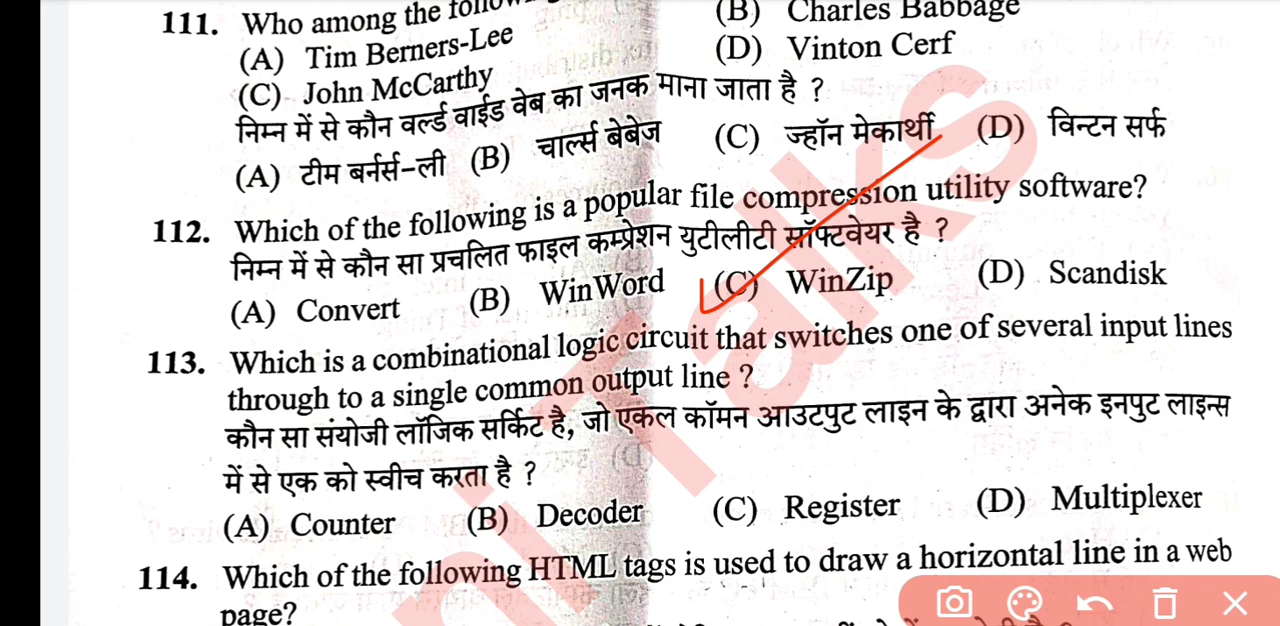 111. Who among the
(B) Charles Babbage
(A) Tim Berners-Lee
(D) Vinton Cerf
(C) John McCarthy
निम्न में से कौन वर्ल्ड वाईड वेब का जनक माना जाता है ?
(A) टीम बर्नर्स-ली (B) चार्ल्स बेबेज (C) ज्हॉन मेकार्थी (D) विन्टन सर्फ
112. Which of the following is a popular file compression utility software?
निम्न में से कौन सा प्रचलित फाइल कम्प्रेशन युटीलीटी सॉफ्टवेयर है ?
(A) Convert (B) WinWord (C) WinZip (D) Scandisk
113. Which is a combinational logic circuit that switches one of several input lines
through to a single common output line ?
कौन सा संयोजी लॉजिक सर्किट है, जो एकल कॉमन आउटपुट लाइन के द्वारा अनेक इनपुट लाइन्स
में से एक को स्वीच करता है ?
(A) Counter (B) Decoder (C) Register (D) Multiplexer
114. Which of the following HTML tags is used to draw a horizontal line in a web
page?
Talks